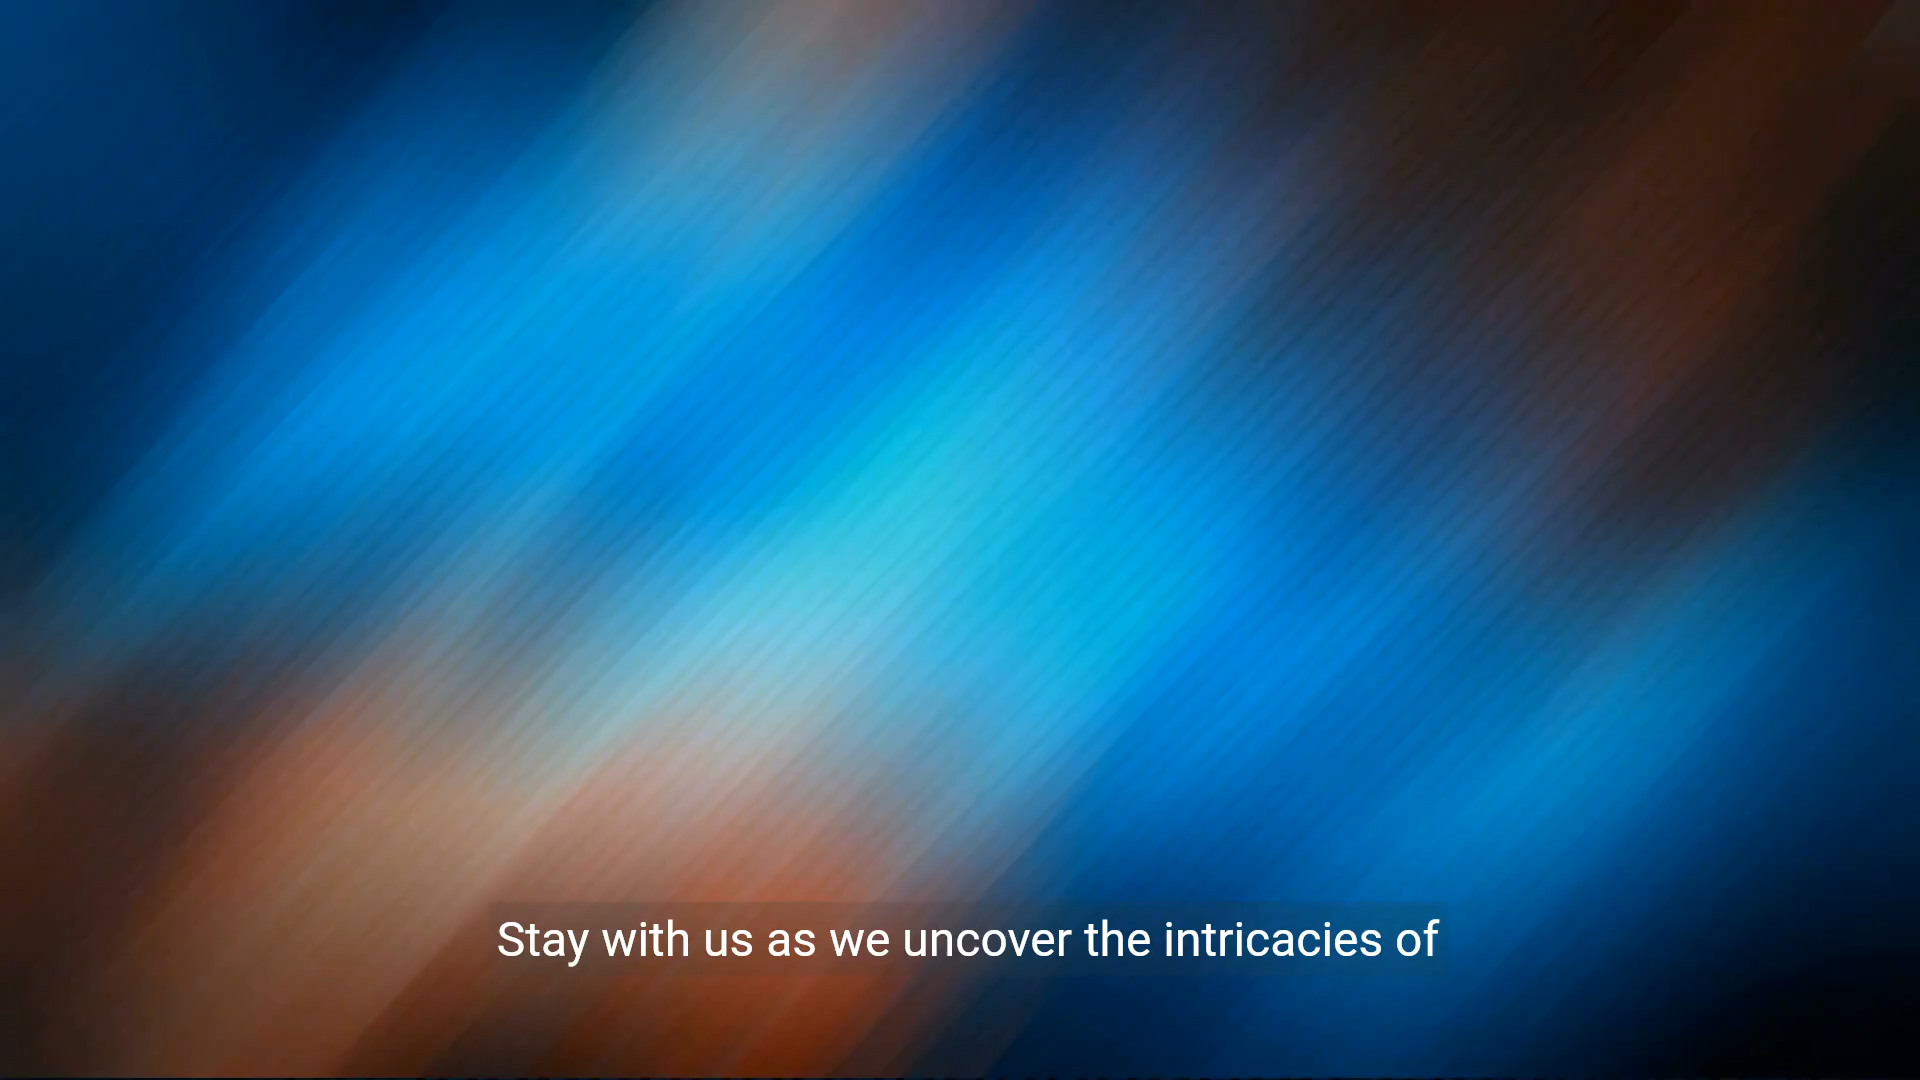 Stay with us as we uncover the intricacies of